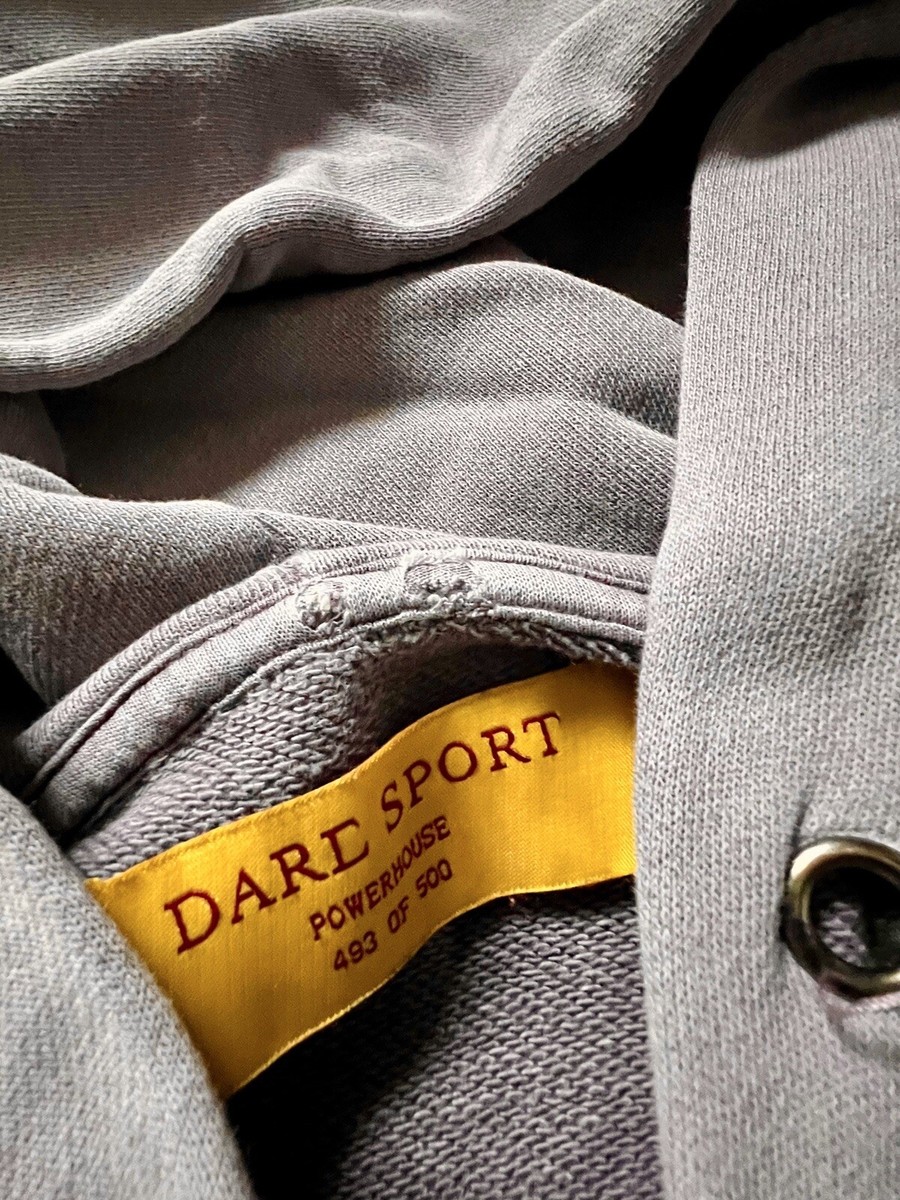 DARE SPORT
POWERHOUSE
493 OF 500